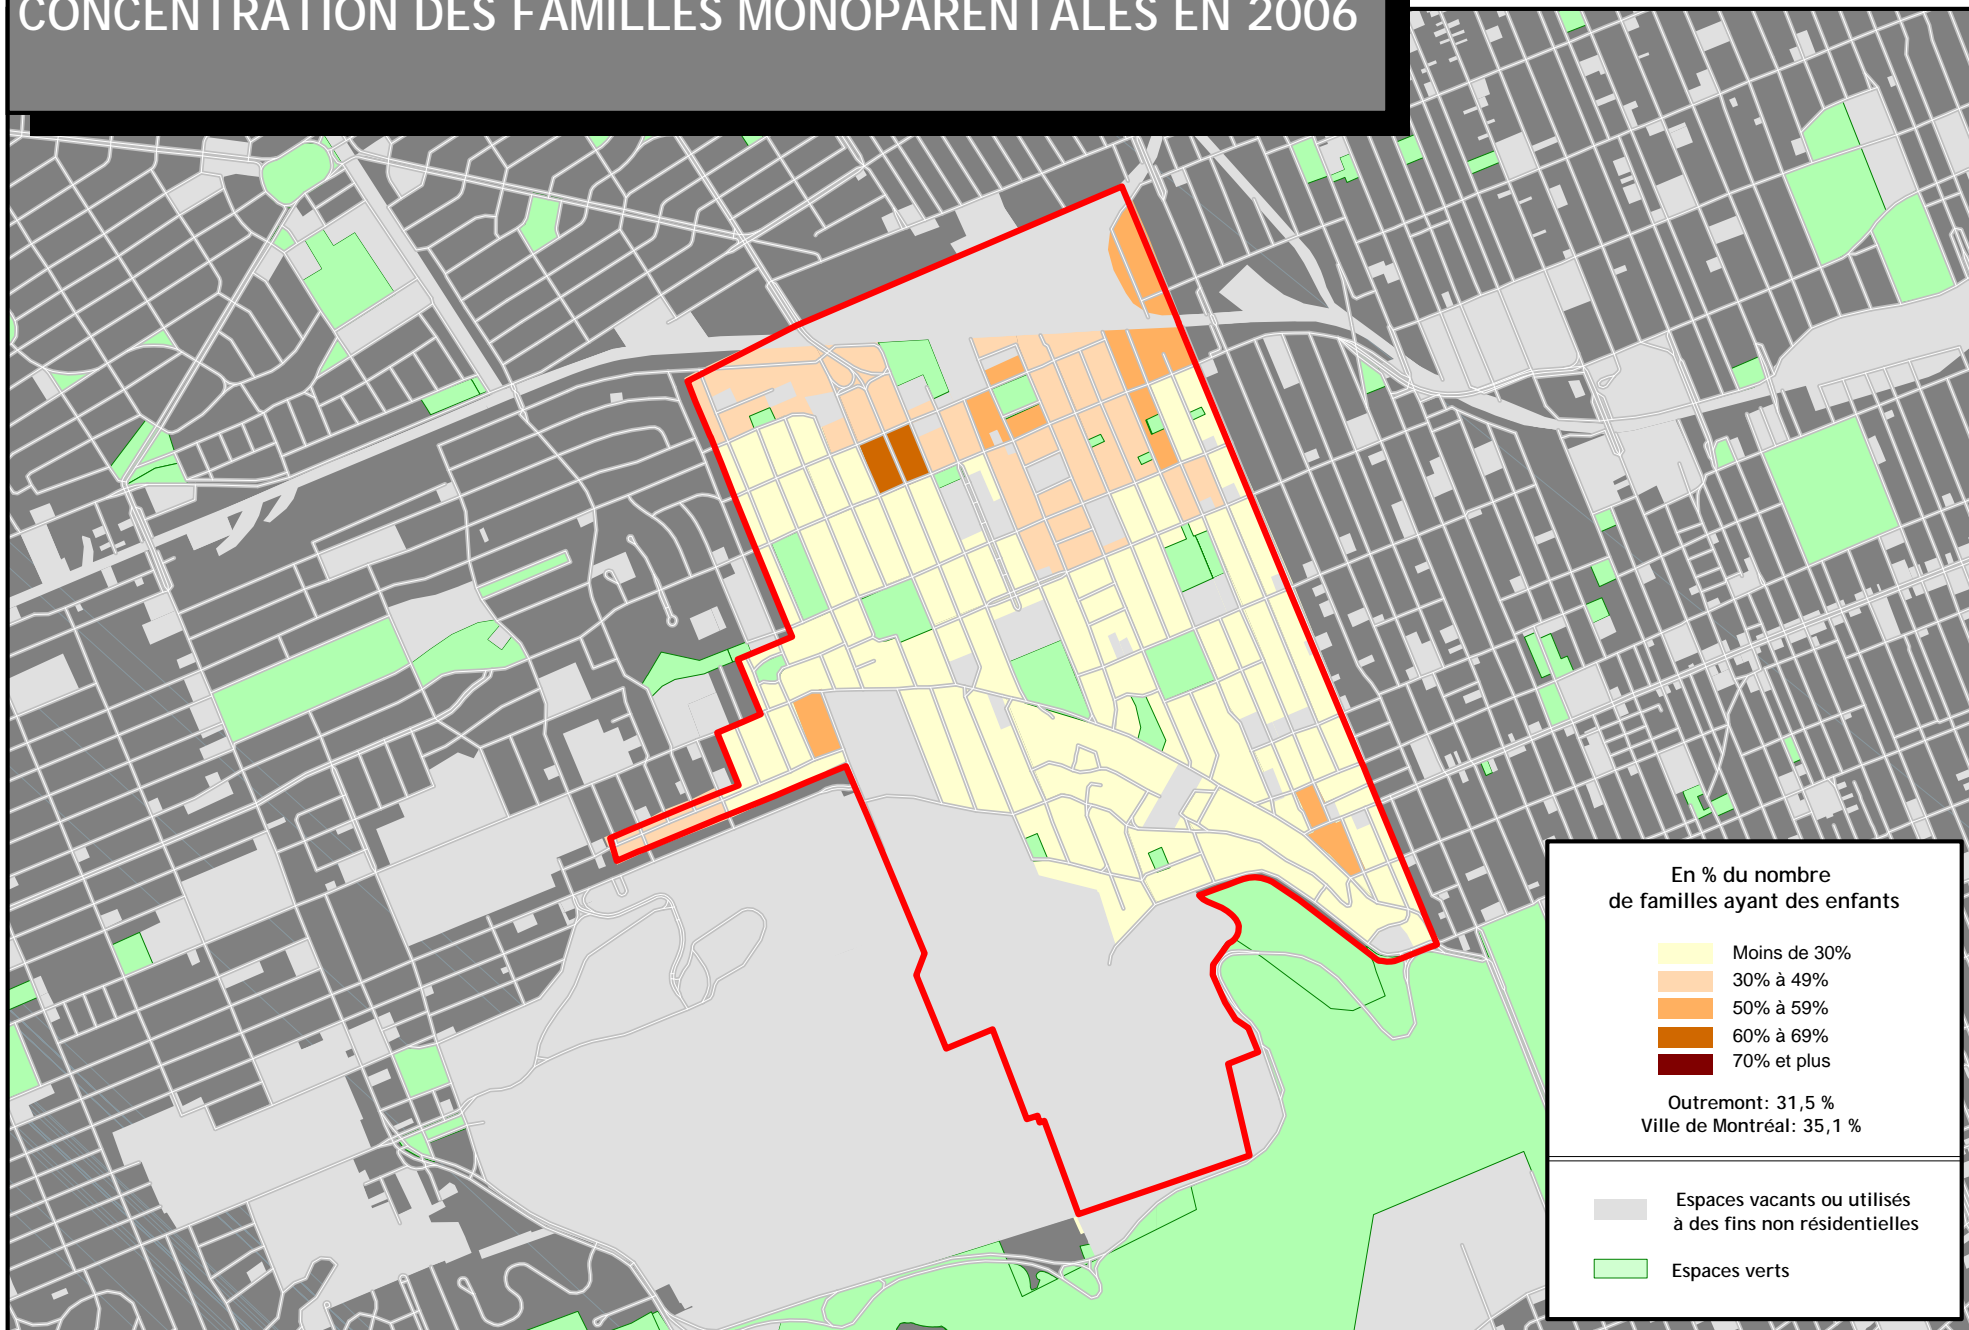 CONCENTRATION DES FAMILLES MONOPARENTALES EN 2006
En % du nombre
de familles ayant des enfants
Moins de 30%
30% à 49%
50% à 59%
60% à 69%
70% et plus
Outremont: 31,5 %
Ville de Montréal: 35,1 %
Espaces vacants ou utilisés
à des fins non résidentielles
Espaces verts